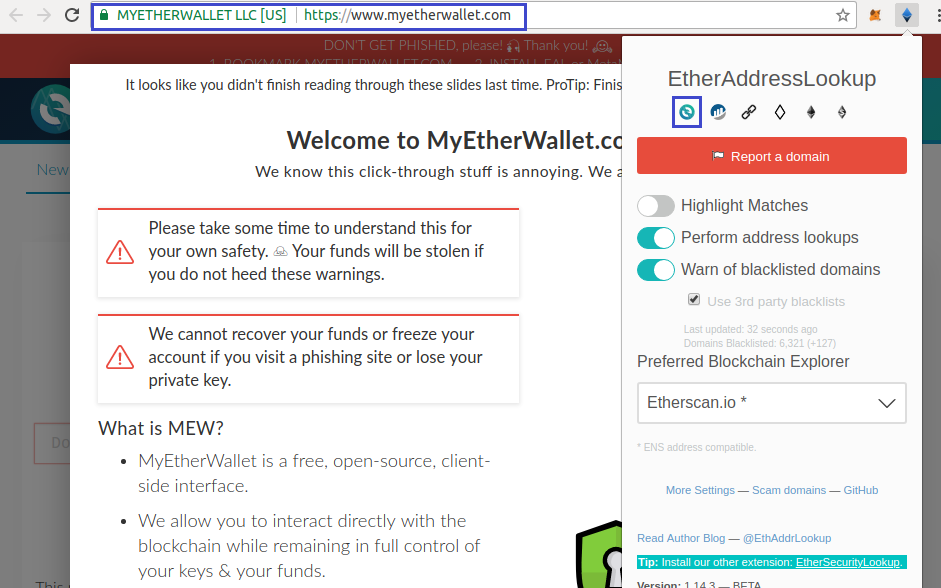 MYETHERWALLET LLC [US]
https://www.myetherwallet.com
DON'T GET PHISHED, please! Thank you!
1. BOOKMARK MYETHERWALLET.COM 2. INSTALL EAL or
It looks like you didn't finish reading through these slides last time. ProTip: Finis
Welcome to MyEtherWallet.co
We know this click-through stuff is annoying. We a
New
Please take some time to understand this for
your own safety. Your funds will be stolen if
you do not heed these warnings.
We cannot recover your funds or freeze your
account if you visit a phishing site or lose your
private key.
What is MEW?
• MyEtherWallet is a free, open-source, client-
side interface.
• We allow you to interact directly with the
blockchain while remaining in full control of
your keys & your funds.
Do
This
EtherAddressLookup
Report a domain
Highlight Matches
Perform address lookups
Warn of blacklisted domains
Use 3rd party blacklists
Last updated: 32 seconds ago
Domains Blacklisted: 6,321 (+127)
Preferred Blockchain Explorer
Etherscan.io *
* ENS address compatible.
More Settings — Scam domains — GitHub
Read Author Blog — @EthAddrLookup
Tip: Install our other extension: EtherSecurityLookup.
Version: 1.14.3 — BETA